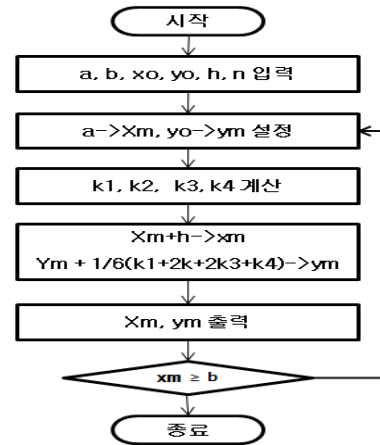 시작
a, b, xo, yo, h, n 입력
a->Xm, yo->ym 설정
k1, k2, k3, k4 계산
Xm+h->xm
Ym + 1/6(k1+2k+2k3+k4)->ym
Xm, ym 출력
xm ≥ b
종료